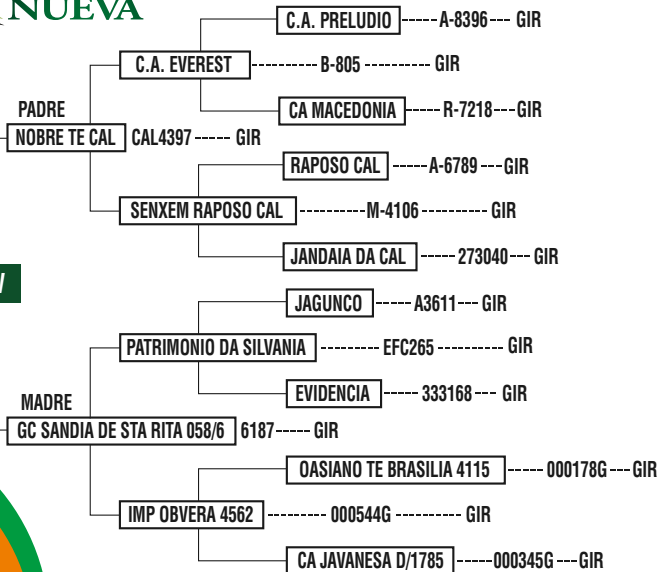 NUEVA
C.A. PRELUDIO -----A-8396--- GIR
C.A. EVEREST ---------- B-805 ---------- GIR
CA MACEDONIA ----- R-7218---GIR
PADRE
NOBRE TE CAL CAL4397 ----- GIR
RAPOSO CAL -----A-6789 ---GIR
SENXEM RAPOSO CAL ----------M-4106 ---------- GIR
JANDAIA DA CAL ----- 273040--- GIR
JAGUNCO ----- A3611--- GIR
PATRIMONIO DA SILVANIA --------- EFC265 ---------- GIR
EVIDENCIA ----- 333168--- GIR
MADRE
GC SANDIA DE STA RITA 058/6 6187----- GIR
OASIANO TE BRASILIA 4115 ----- 000178G ---GIR
IMP OBVERA 4562 --------- 000544G ---------- GIR
CA JAVANESA D/1785 -----000345G ---GIR